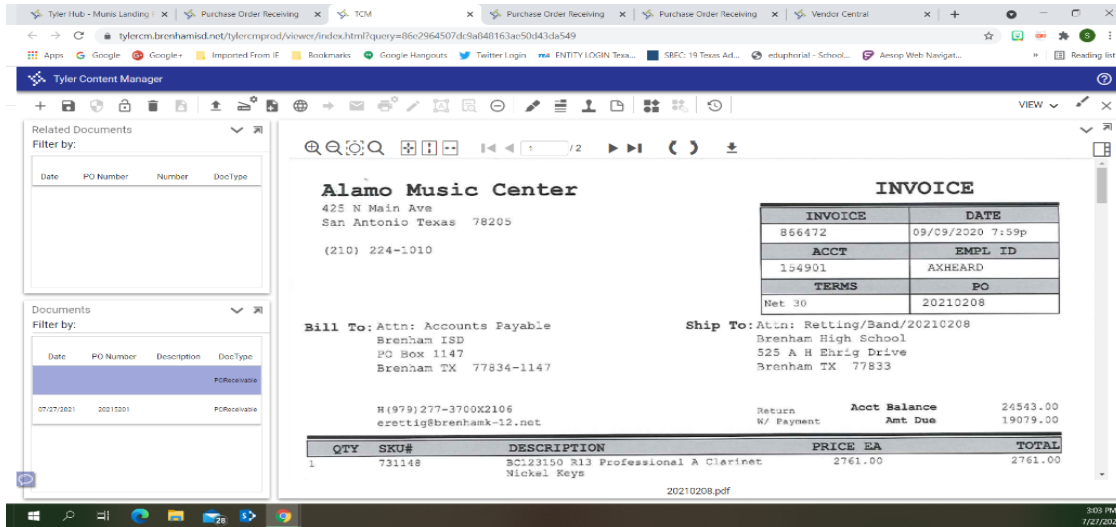 Tyler Hub - Munis Landing
Purchase Order Receiving
TCM
Purchase Order Receiving
Purchase Order Receiving
Vendor Central
tylercm.brenhamisd.net/tylercmprod/viewer/index.html?query=86e2964507dc9a848163ae50d43da549
Apps Google Google+ Imported From IE Bookmarks Google Hangouts Twitter Login TEA ENTITY LOGIN Texa... SBEC: 19 Texas Ad... eduphoria! - School... Aesop Web Navigat... » Reading list
Tyler Content Manager
VIEW
Related Documents
Filter by:
Date PO Number Number DocType
1 /2
Alamo Music Center
425 N Main Ave
San Antonio Texas 78205
(210) 224-1010
INVOICE
INVOICE DATE
866472 09/09/2020 7:59p
ACCT EMPL ID
154901 AXHEARD
TERMS PO
Net 30 20210208
Documents
Filter by:
Date PO Number Description DocType
POReceivable
07/27/2021 20215201 POReceivable
Bill To: Attn: Accounts Payable
Brenham ISD
PO Box 1147
Brenham TX 77834-1147
H(979)277-3700X2106
erettig@brenhamk-12.net
Ship To: Attn: Retting/Band/20210208
Brenham High School
525 A H Ehrig Drive
Brenham TX 77833
Return Acct Balance 24543.00
W/ Payment Amt Due 19079.00
QTY SKU# DESCRIPTION PRICE EA TOTAL
1 731148 BC123150 R13 Professional A Clarinet 2761.00 2761.00
Nickel Keys
20210208.pdf
28
3:03 PM